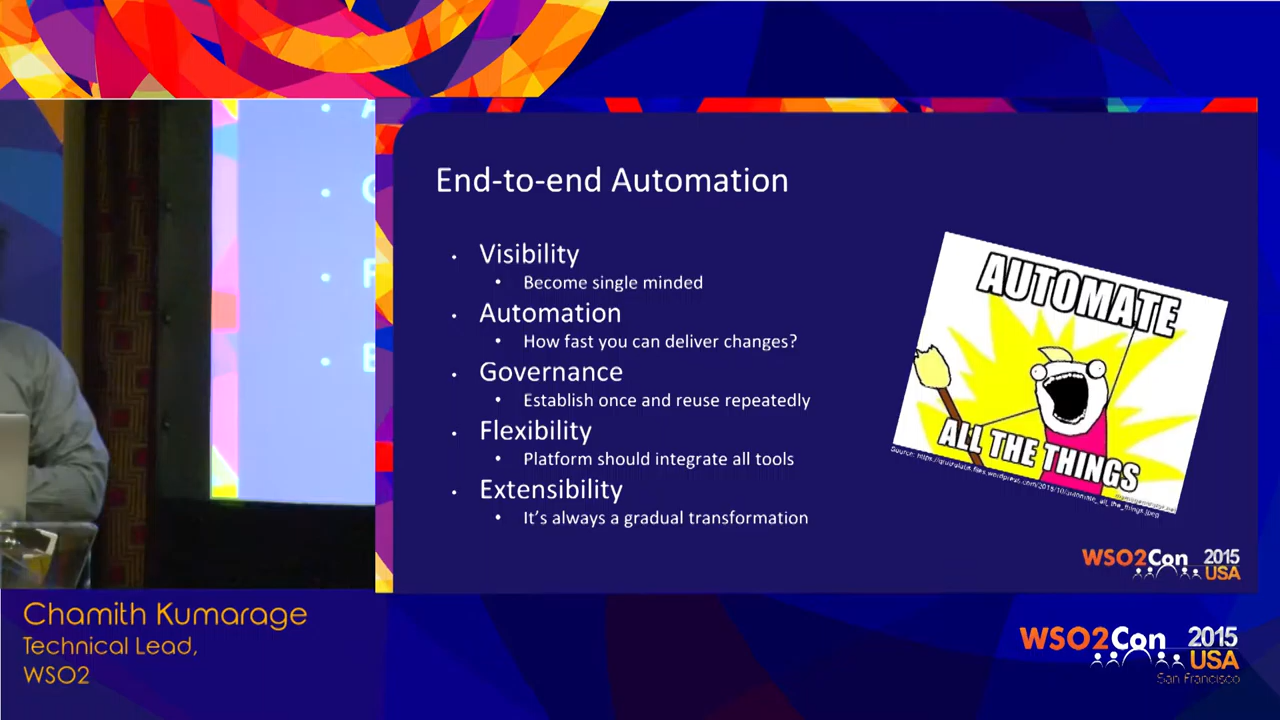 End-to-end Automation
• Visibility
• Become single minded
• Automation
• How fast you can deliver changes?
• Governance
• Establish once and reuse repeatedly
• Flexibility
• Platform should integrate all tools
• Extensibility
• It's always a gradual transformation
AUTOMATE
ALL THE THINGS
WSO2Con 2015
USA
Chamith Kumarage
Technical Lead,
WSO2
WSO2Con 2015
USA
San Francisco